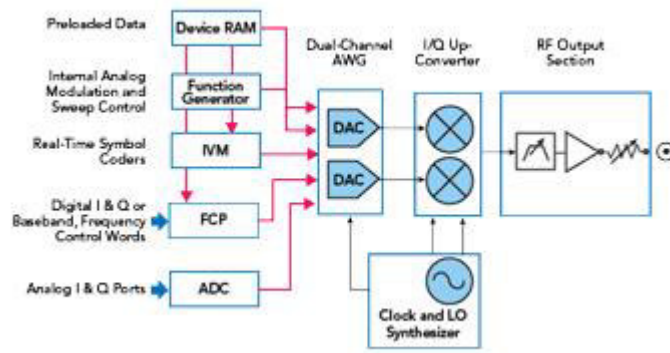 Preloaded Data
Device RAM
Internal Analog
Modulation and
Sweep Control
Function
Generator
Real-Time Symbol
Coders
IVM
Digital I & Q or
Baseband, Frequency
Control Words
FCP
Analog I & Q Ports
ADC
Dual-Channel
AWG
DAC
DAC
I/Q Up-
Converter
RF Output
Section
Clock and LO
Synthesizer